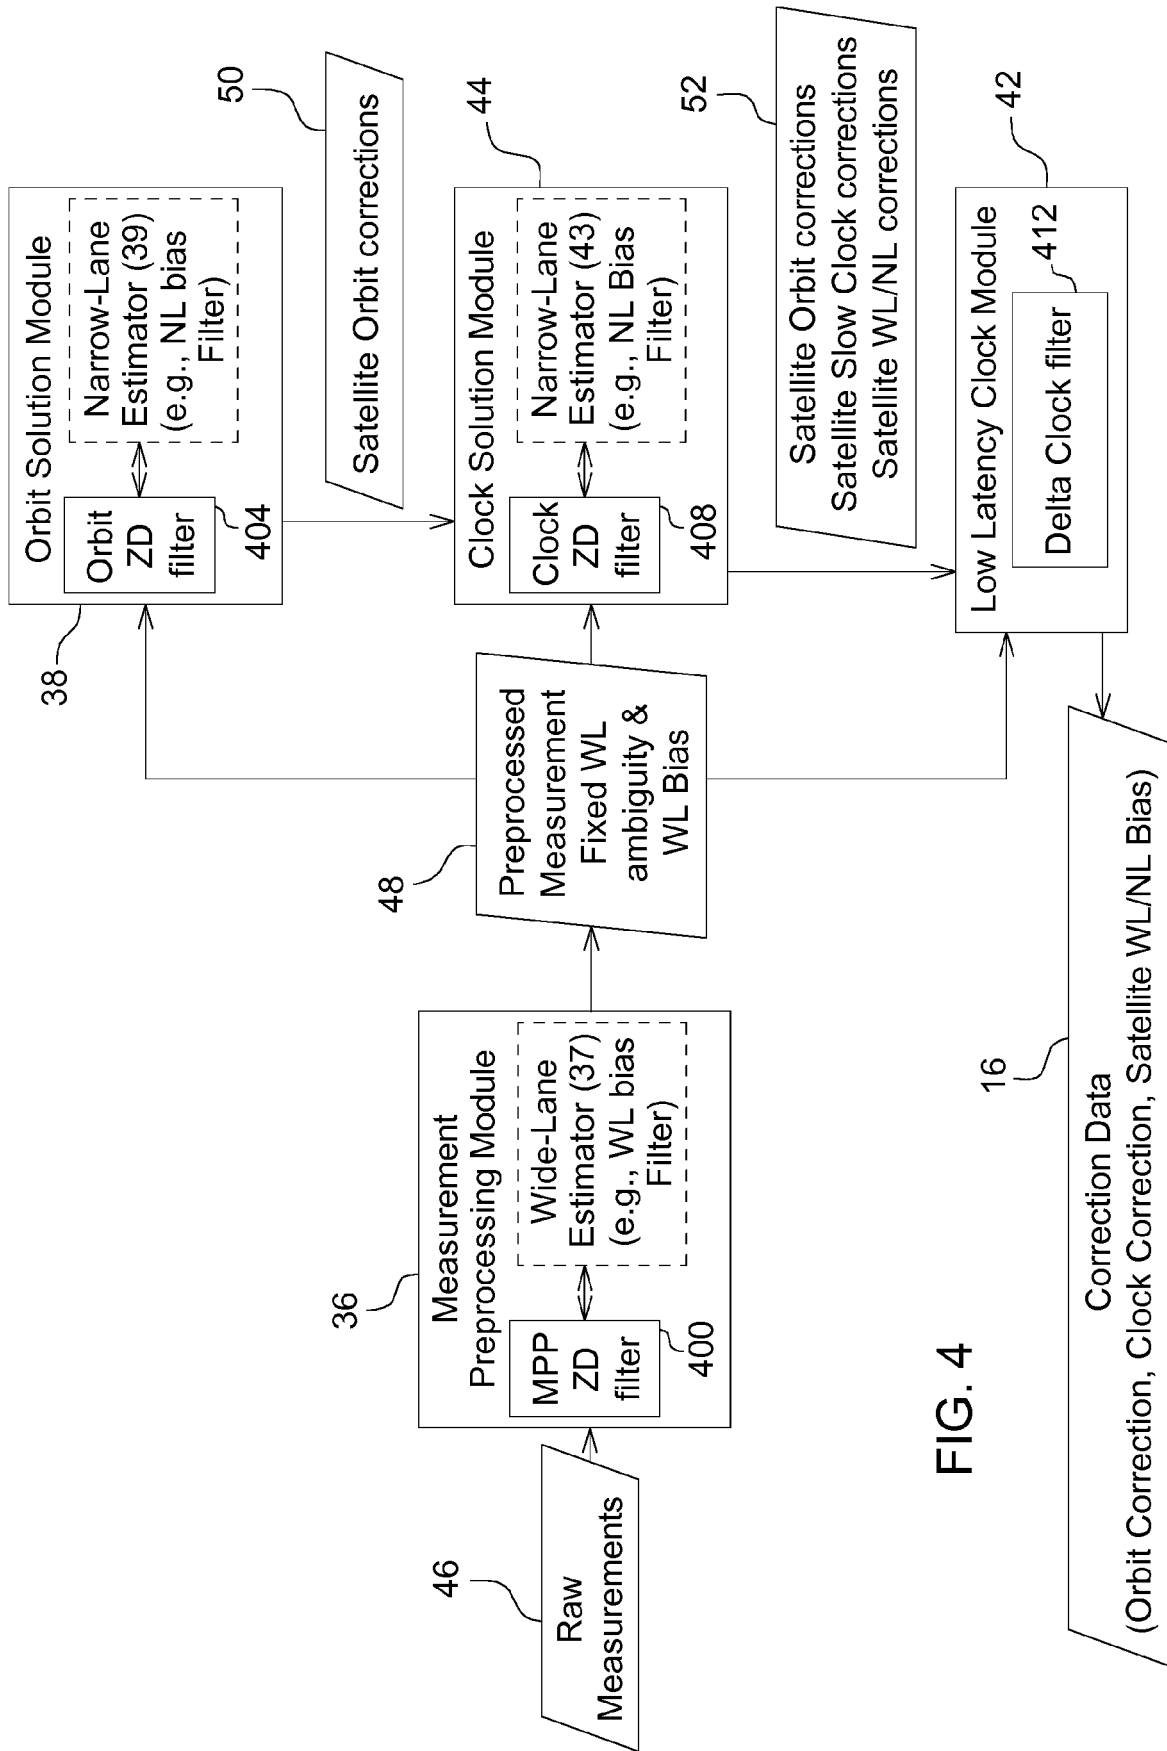 46
Raw
Measurements
36
Measurement
Preprocessing Module
MPP
ZD
filter
400
Wide-Lane
Estimator (37)
(e.g., WL bias
Filter)
48
Preprocessed
Measurement
Fixed WL
ambiguity &
WL Bias
38
Orbit Solution Module
Orbit
ZD
filter
404
Narrow-Lane
Estimator (39)
(e.g., NL bias
Filter)
50
Satellite Orbit corrections
44
Clock Solution Module
Clock
ZD
filter
408
Narrow-Lane
Estimator (43)
(e.g., NL Bias
Filter)
52
Satellite Orbit corrections
Satellite Slow Clock corrections
Satellite WL/NL corrections
42
Low Latency Clock Module
412
Delta Clock filter
16
Correction Data
(Orbit Correction, Clock Correction, Satellite WL/NL Bias)
FIG. 4